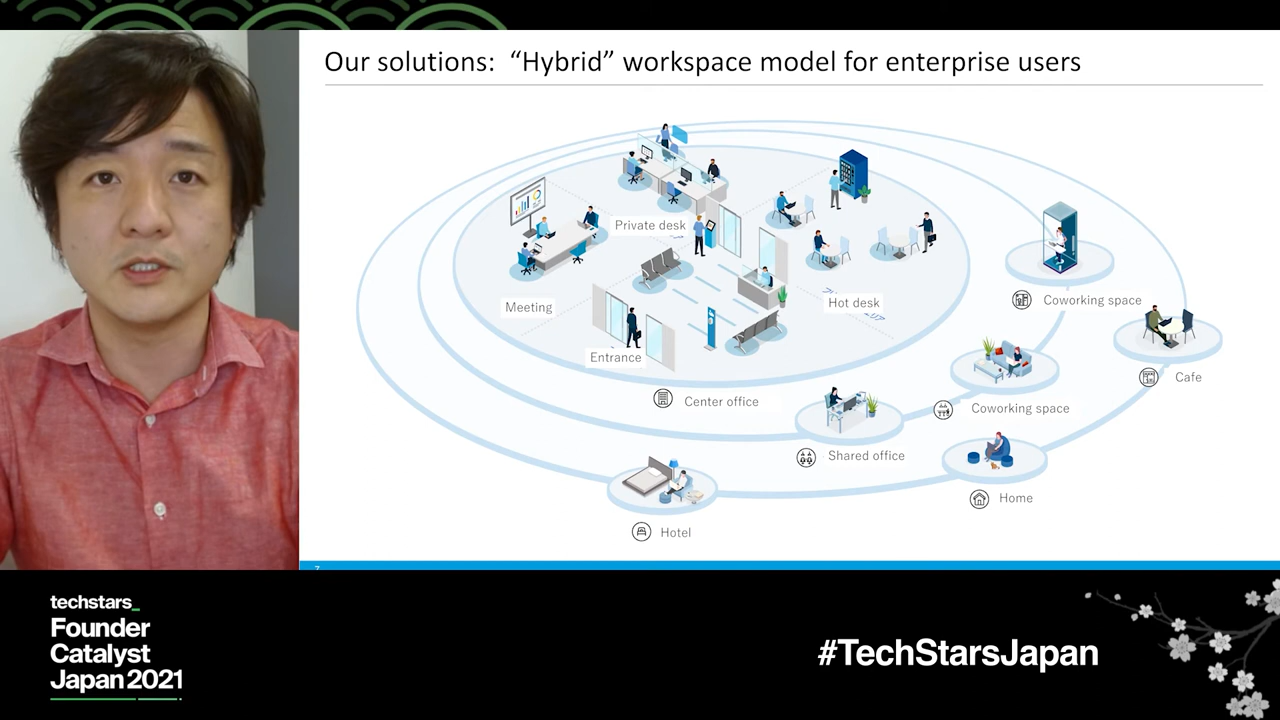 Our solutions: “Hybrid” workspace model for enterprise users
Private desk
Meeting
Hot desk
Entrance
Center office
Coworking space
Cafe
Coworking space
Shared office
Home
Hotel
7
techstars_
Founder
Catalyst
Japan 2021
#TechStarsJapan